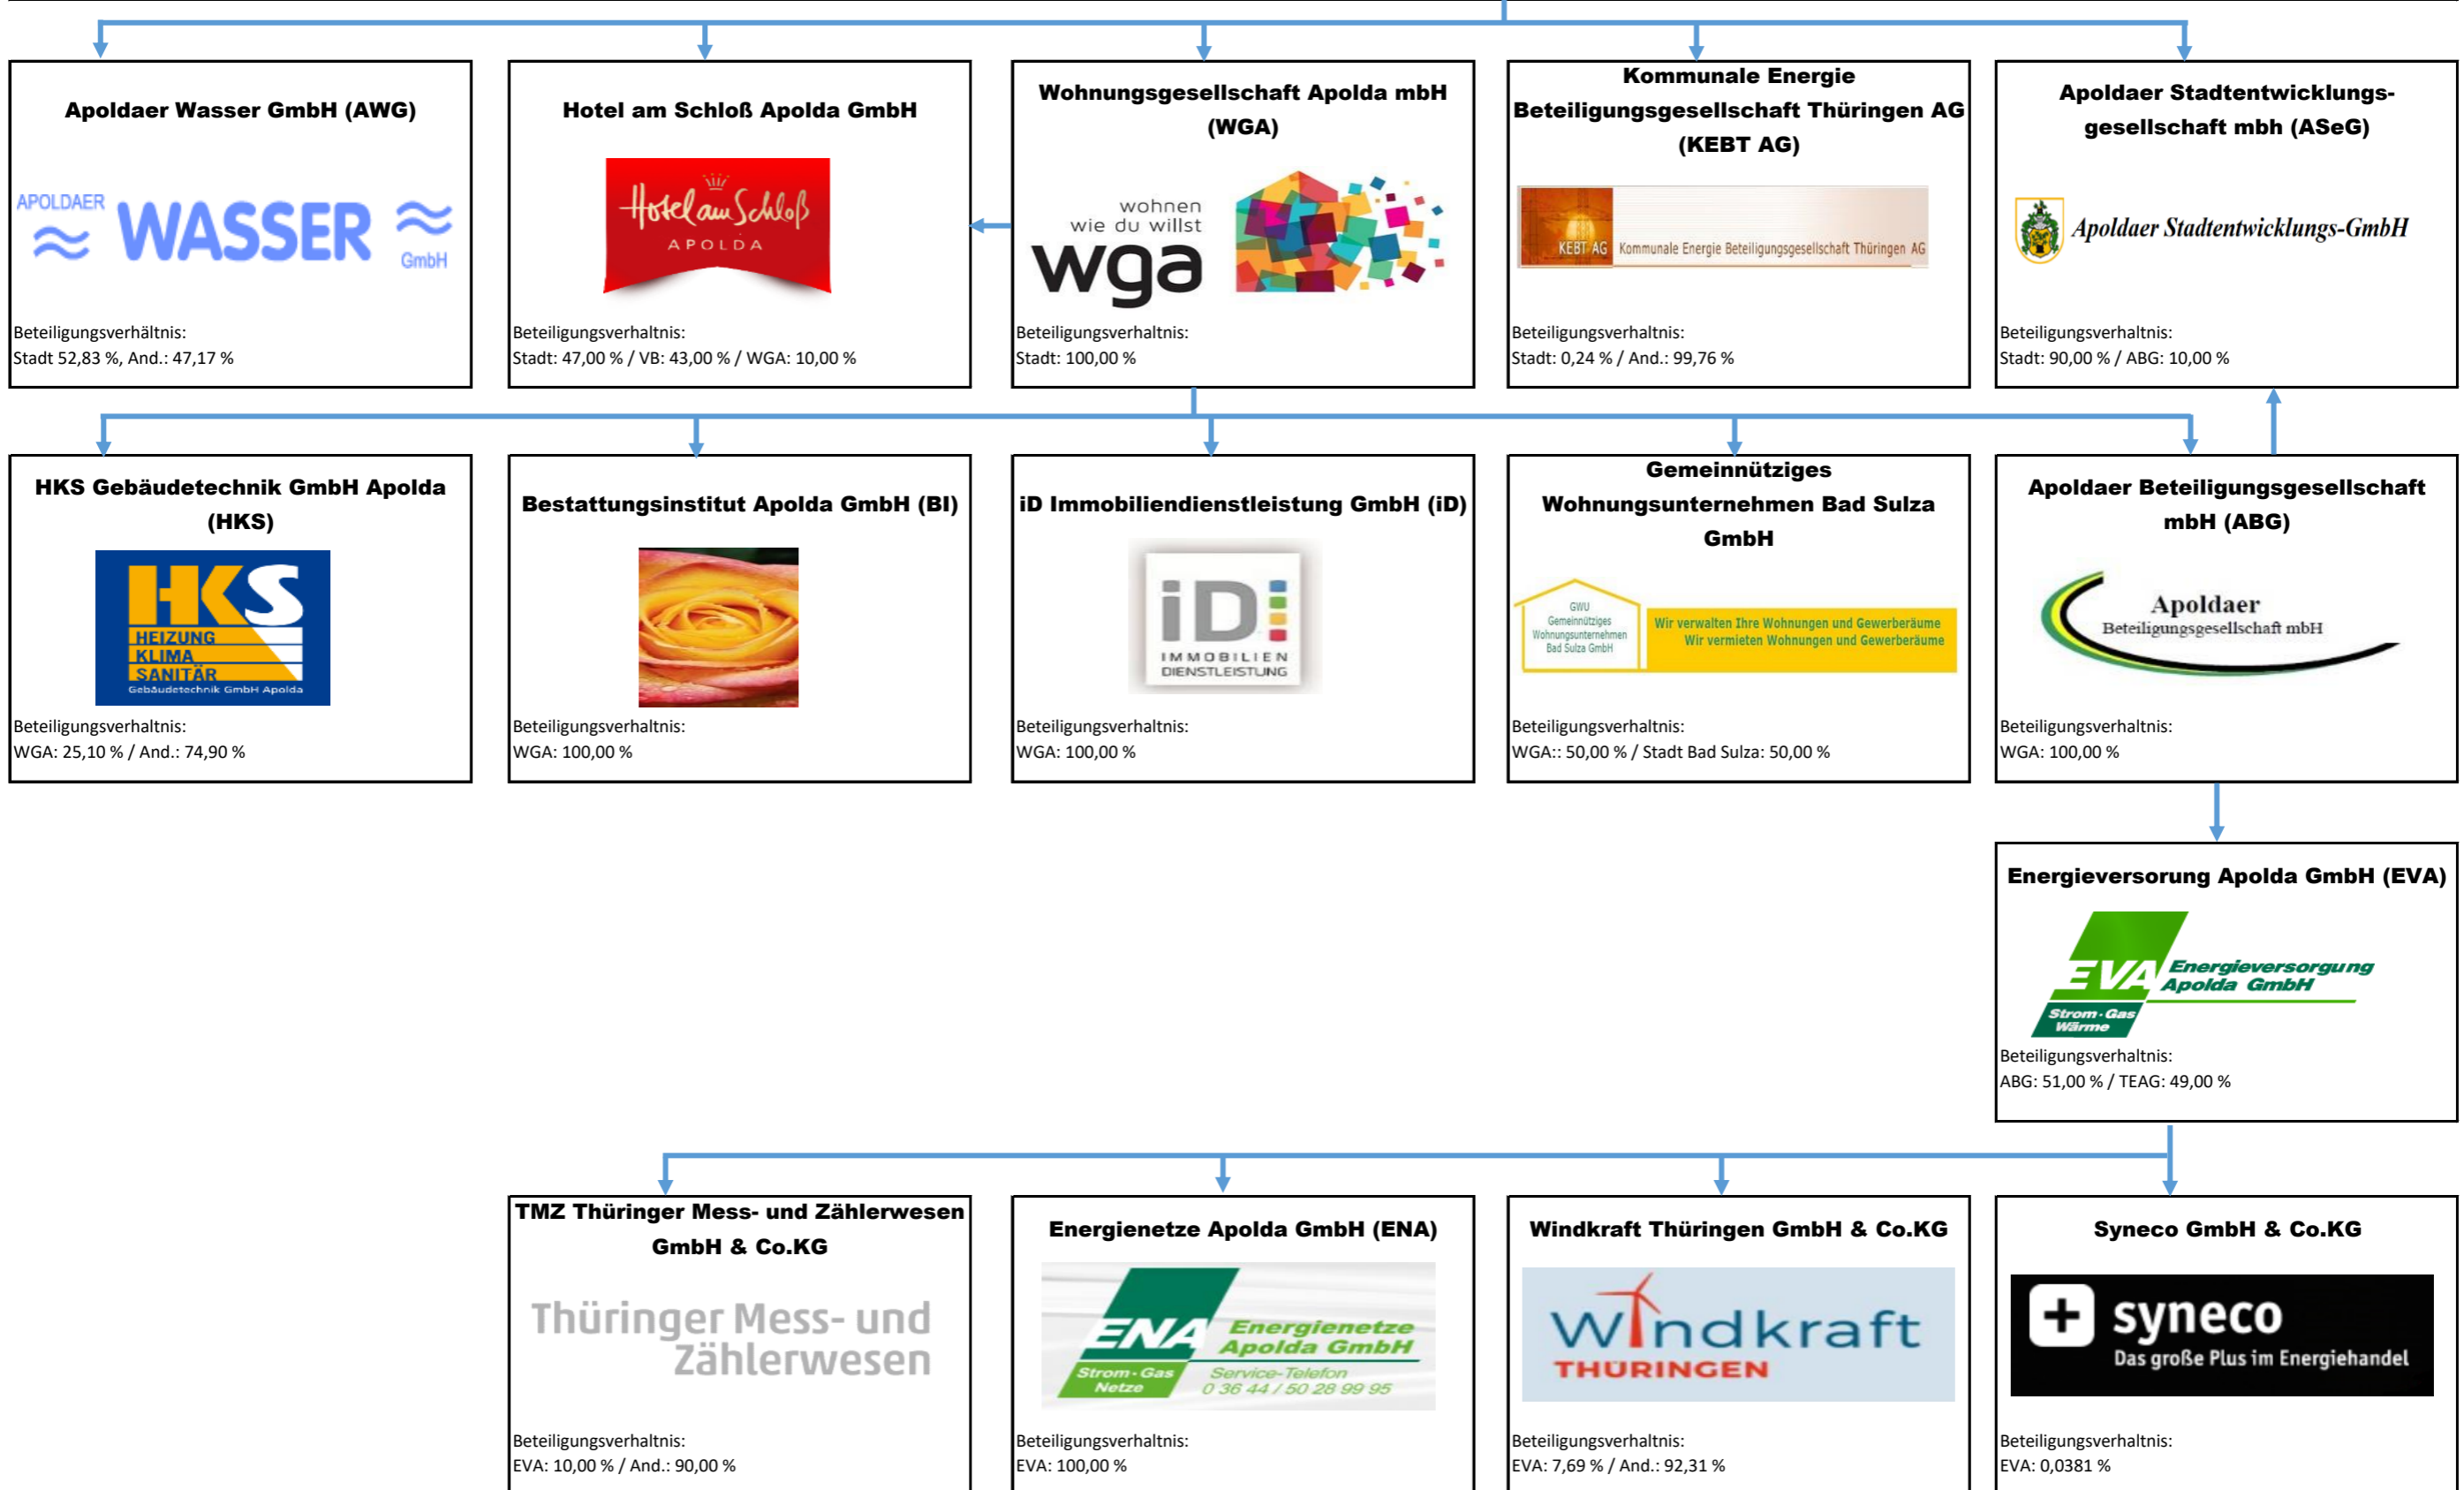 Apoldaer Wasser GmbH (AWG)
APOLDAER
WASSER
GmbH
Beteiligungsverhältnis:
Stadt 52,83 %, And.: 47,17 %
Hotel am Schloß Apolda GmbH
Hotel am Schloß
APOLDA
Beteiligungsverhaltnis:
Stadt: 47,00 % / VB: 43,00 % / WGA: 10,00 %
Wohnungsgesellschaft Apolda mbH
(WGA)
wohnen
wie du willst
wga
Beteiligungsverhaltnis:
Stadt: 100,00 %
Kommunale Energie
Beteiligungsgesellschaft Thüringen AG
(KEBT AG)
KEBT AG Kommunale Energie Beteiligungsgesellschaft Thüringen AG
Beteiligungsverhaltnis:
Stadt: 0,24 % / And.: 99,76 %
Apoldaer Stadtentwicklungs-
gesellschaft mbh (ASeG)
Apoldaer Stadtentwicklungs-GmbH
Beteiligungsverhaltnis:
Stadt: 90,00 % / ABG: 10,00 %
HKS Gebäudetechnik GmbH Apolda
(HKS)
HKS
HEIZUNG
KLIMA
SANITÄR
Gebäudetechnik GmbH Apolda
Beteiligungsverhaltnis:
WGA: 25,10 % / And.: 74,90 %
Bestattungsinstitut Apolda GmbH (BI)
Beteiligungsverhaltnis:
WGA: 100,00 %
iD Immobiliendienstleistung GmbH (iD)
iD
IMMOBILIEN
DIENSTLEISTUNG
Beteiligungsverhaltnis:
WGA: 100,00 %
Gemeinnütziges
Wohnungsunternehmen Bad Sulza
GmbH
GWU
Gemeinnütziges
Wohnungsunternehmen
Bad Sulza GmbH
Wir verwalten Ihre Wohnungen und Gewerberäume
Wir vermieten Wohnungen und Gewerberäume
Beteiligungsverhaltnis:
WGA:: 50,00 % / Stadt Bad Sulza: 50,00 %
Apoldaer Beteiligungsgesellschaft
mbH (ABG)
Apoldaer
Beteiligungsgesellschaft mbH
Beteiligungsverhaltnis:
WGA: 100,00 %
Energieversorung Apolda GmbH (EVA)
EVA
Energieversorgung
Apolda GmbH
Strom·Gas
Wärme
Beteiligungsverhaltnis:
ABG: 51,00 % / TEAG: 49,00 %
TMZ Thüringer Mess- und Zählerwesen
GmbH & Co.KG
Thüringer Mess- und
Zählerwesen
Beteiligungsverhaltnis:
EVA: 10,00 % / And.: 90,00 %
Energienetze Apolda GmbH (ENA)
ENA
Energienetze
Apolda GmbH
Strom·Gas
Netze
Service-Telefon
0 36 44 / 50 28 99 95
Beteiligungsverhaltnis:
EVA: 100,00 %
Windkraft Thüringen GmbH & Co.KG
Windkraft
THÜRINGEN
Beteiligungsverhaltnis:
EVA: 7,69 % / And.: 92,31 %
Syneco GmbH & Co.KG
syneco
Das große Plus im Energiehandel
Beteiligungsverhaltnis:
EVA: 0,0381 %